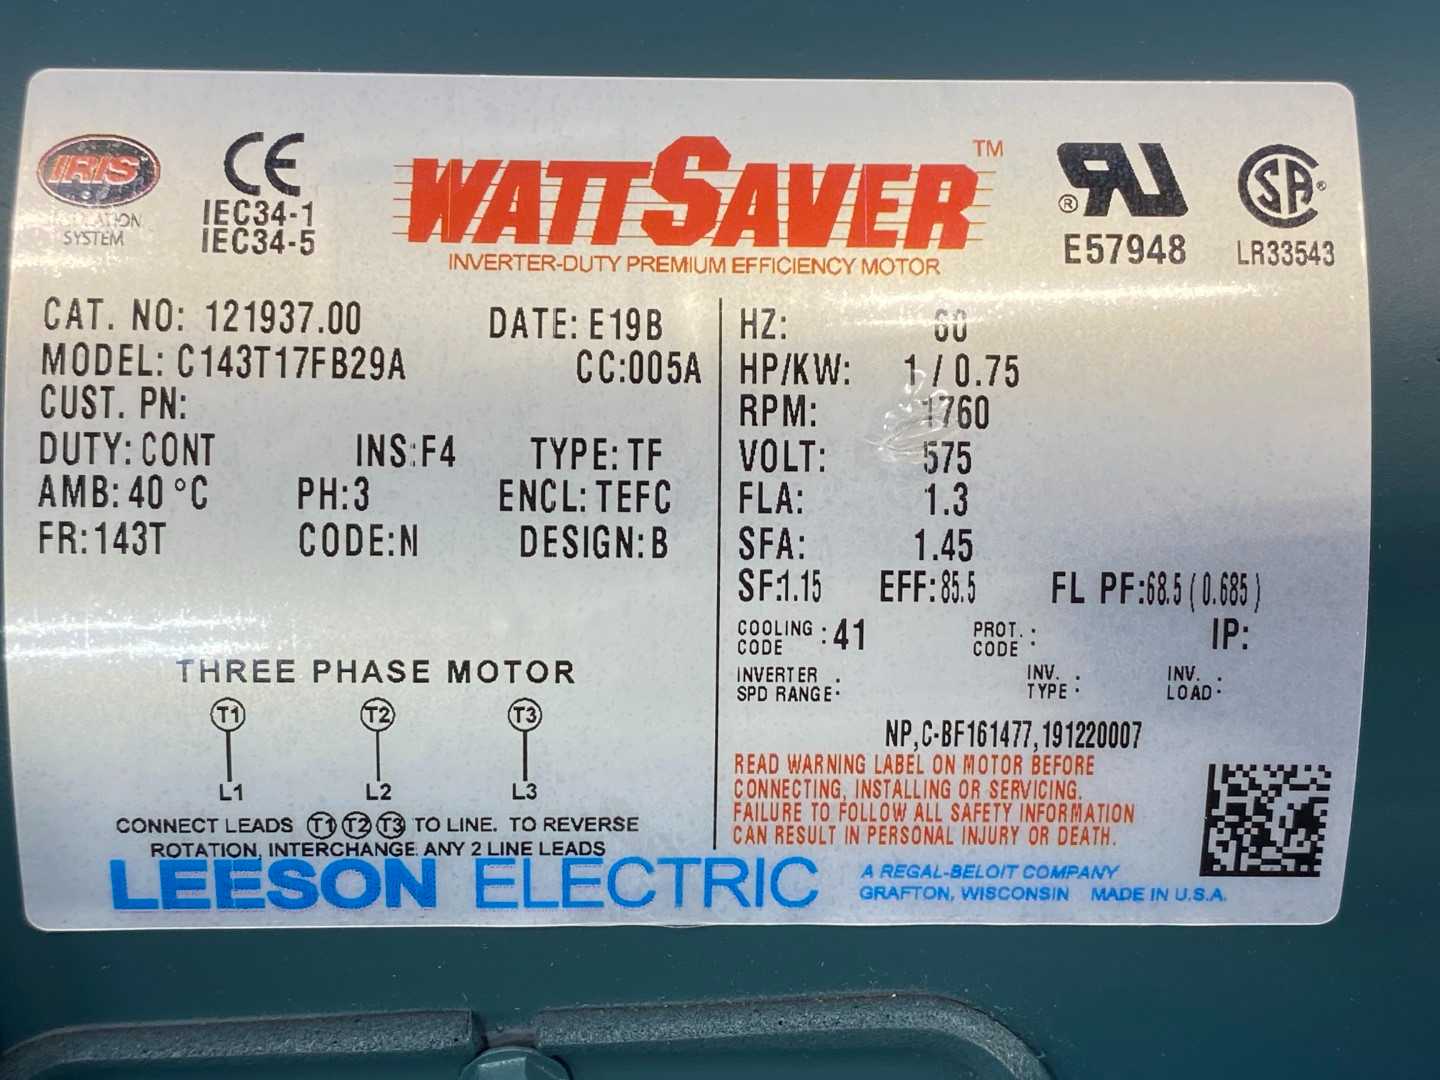 IRIS
SYSTEM
CE
IEC34-1
IEC34-5
WATTSAVER™
INVERTER-DUTY PREMIUM EFFICIENCY MOTOR
® RU
E57948
SA®
LR33543
CAT. NO: 121937.00 DATE: E19B
MODEL: C143T17FB29A CC:005A
CUST. PN:
DUTY: CONT INS:F4 TYPE: TF
AMB: 40 °C PH:3 ENCL: TEFC
FR:143T CODE:N DESIGN: B
THREE PHASE MOTOR
T1 T2 T3
L1 L2 L3
CONNECT LEADS T1 T2 T3 TO LINE. TO REVERSE
ROTATION, INTERCHANGE ANY 2 LINE LEADS
HZ: 60
HP/KW: 1 / 0.75
RPM: 1760
VOLT: 575
FLA: 1.3
SFA: 1.45
SF:1.15 EFF: 85.5 FL PF:68.5 ( 0.685 )
COOLING CODE : 41 PROT. CODE : IP:
INVERTER SPD RANGE: INV. TYPE : INV. LOAD:
NP,C-BF161477,191220007
READ WARNING LABEL ON MOTOR BEFORE
CONNECTING, INSTALLING OR SERVICING.
FAILURE TO FOLLOW ALL SAFETY INFORMATION
CAN RESULT IN PERSONAL INJURY OR DEATH.
LEESON ELECTRIC
A REGAL-BELOIT COMPANY
GRAFTON, WISCONSIN MADE IN U.S.A.